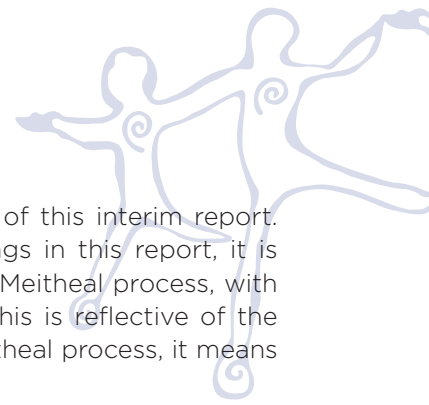 of this interim report.
gs in this report, it is
Meitheal process, with
his is reflective of the
theal process, it means